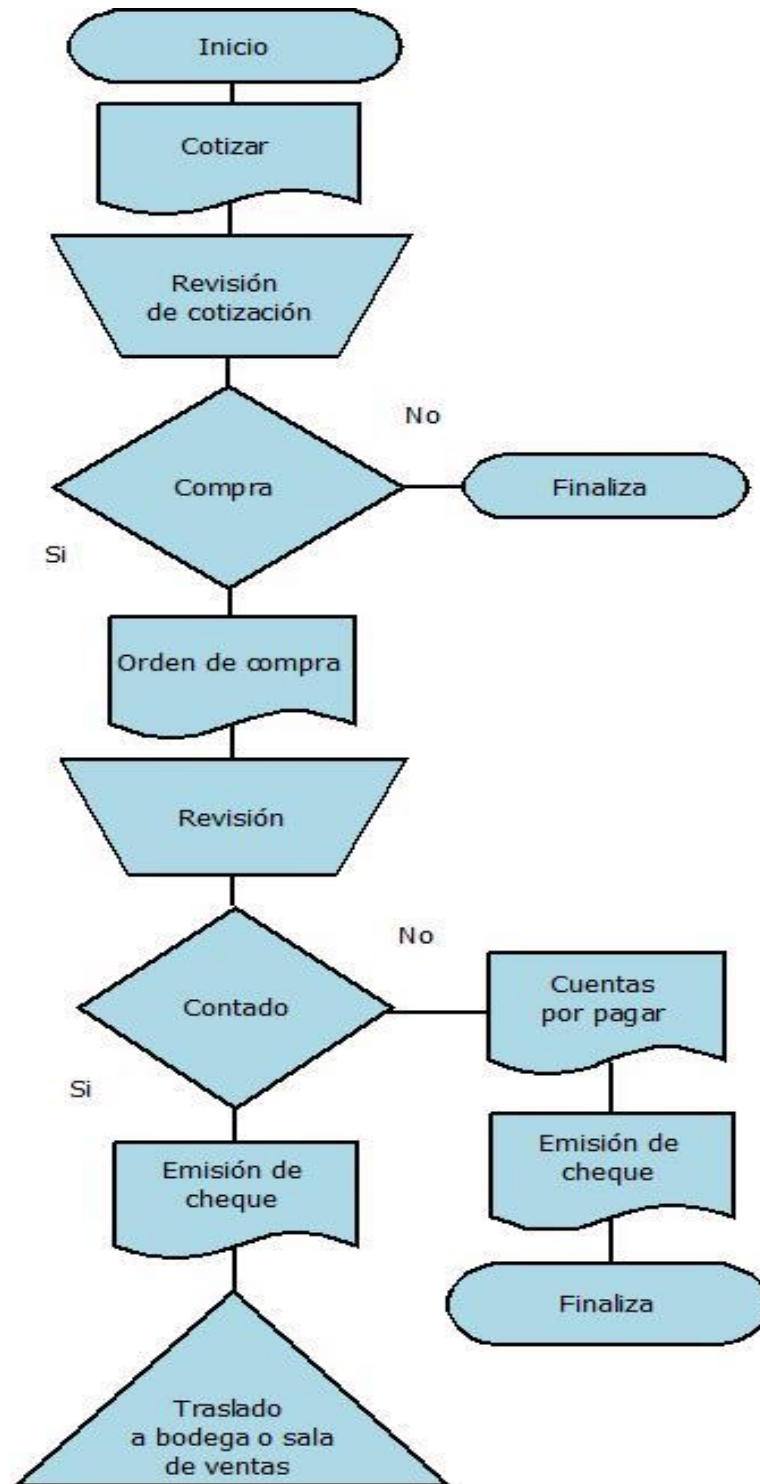 Inicio
Cotizar
Revisión
de cotización
No
Compra
Finaliza
Si
Orden de compra
Revisión
No
Contado
Cuentas
por pagar
Si
Emisión de
cheque
Emisión de
cheque
Finaliza
Traslado
a bodega o sala
de ventas